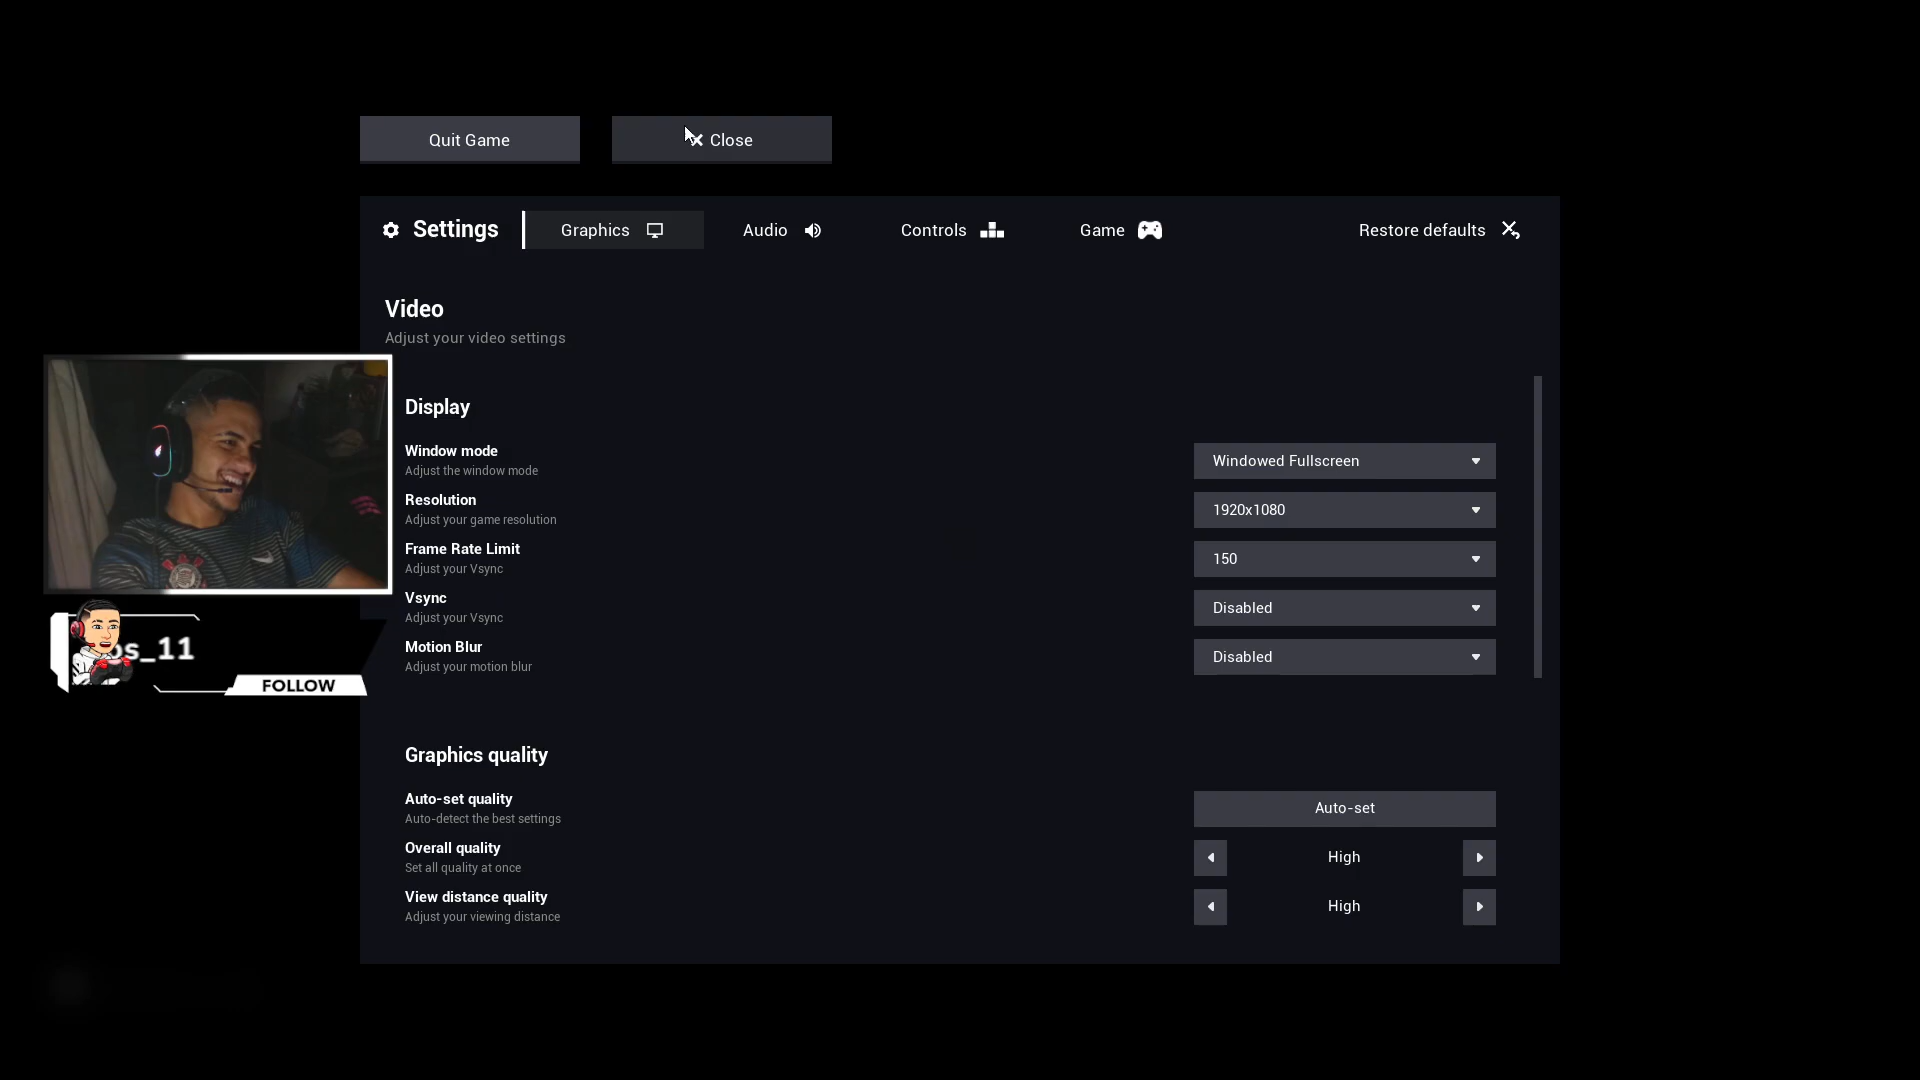 Quit Game
Close
Settings
Graphics
Audio
Controls
Game
Restore defaults
Video
Adjust your video settings
Display
Window mode
Adjust the window mode
Windowed Fullscreen
Resolution
Adjust your game resolution
1920x1080
Frame Rate Limit
Adjust your Vsync
150
Vsync
Adjust your Vsync
Disabled
Motion Blur
Adjust your motion blur
Disabled
os_11
FOLLOW
Graphics quality
Auto-set quality
Auto-detect the best settings
Auto-set
Overall quality
Set all quality at once
High
View distance quality
Adjust your viewing distance
High